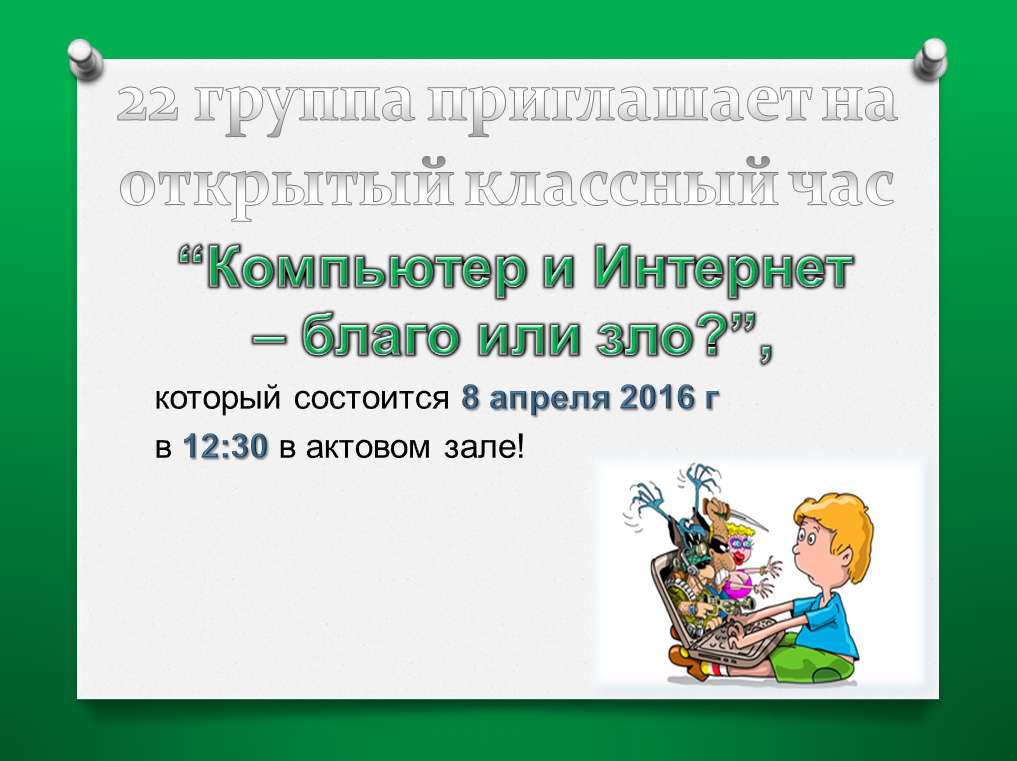 22 группа приглашает на
открытый классный час
“Компьютер и Интернет
– благо или зло?”,
который состоится 8 апреля 2016 г
в 12:30 в актовом зале!